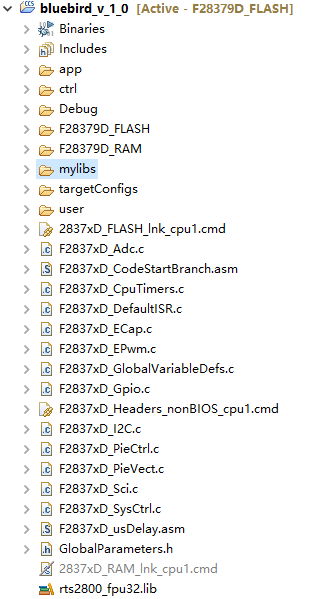 bluebird_v_1_0 [Active - F28379D_FLASH]
Binaries
Includes
app
ctrl
Debug
F28379D_FLASH
F28379D_RAM
mylibs
targetConfigs
user
2837xD_FLASH_lnk_cpu1.cmd
F2837xD_Adc.c
F2837xD_CodeStartBranch.asm
F2837xD_CpuTimers.c
F2837xD_DefaultISR.c
F2837xD_ECap.c
F2837xD_EPwm.c
F2837xD_GlobalVariableDefs.c
F2837xD_Gpio.c
F2837xD_Headers_nonBIOS_cpu1.cmd
F2837xD_I2C.c
F2837xD_PieCtrl.c
F2837xD_PieVect.c
F2837xD_Sci.c
F2837xD_SysCtrl.c
F2837xD_usDelay.asm
GlobalParameters.h
2837xD_RAM_lnk_cpu1.cmd
rts2800_fpu32.lib